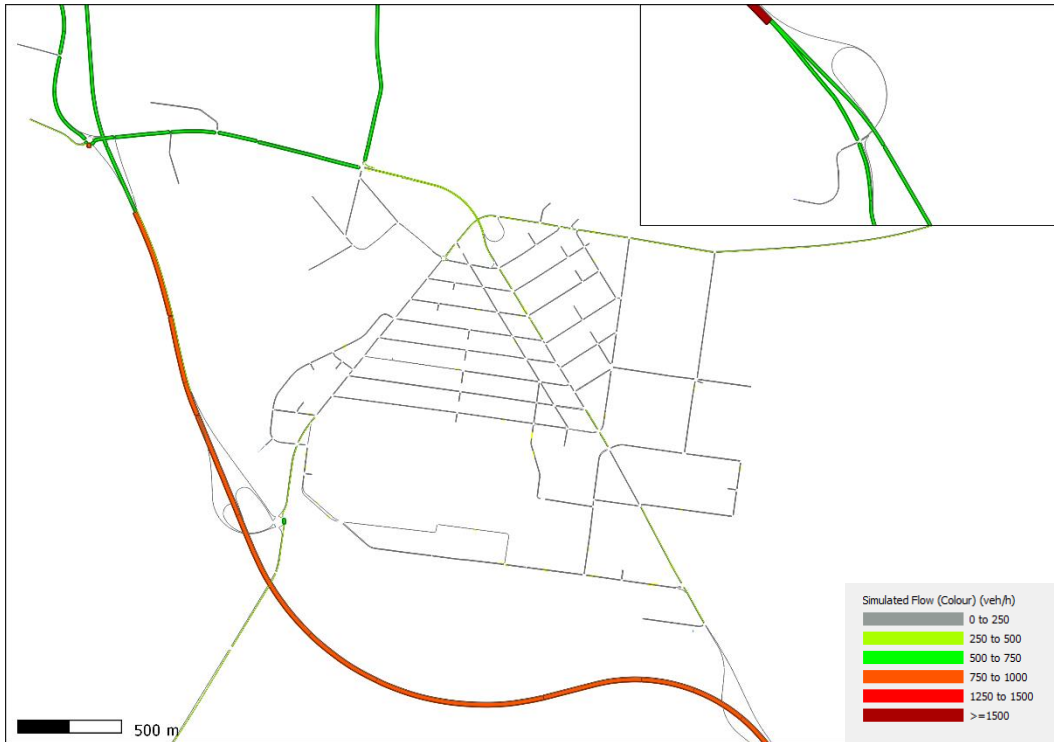 Simulated Flow (Colour) (veh/h)
0 to 250
250 to 500
500 to 750
750 to 1000
1250 to 1500
>=1500
500 m